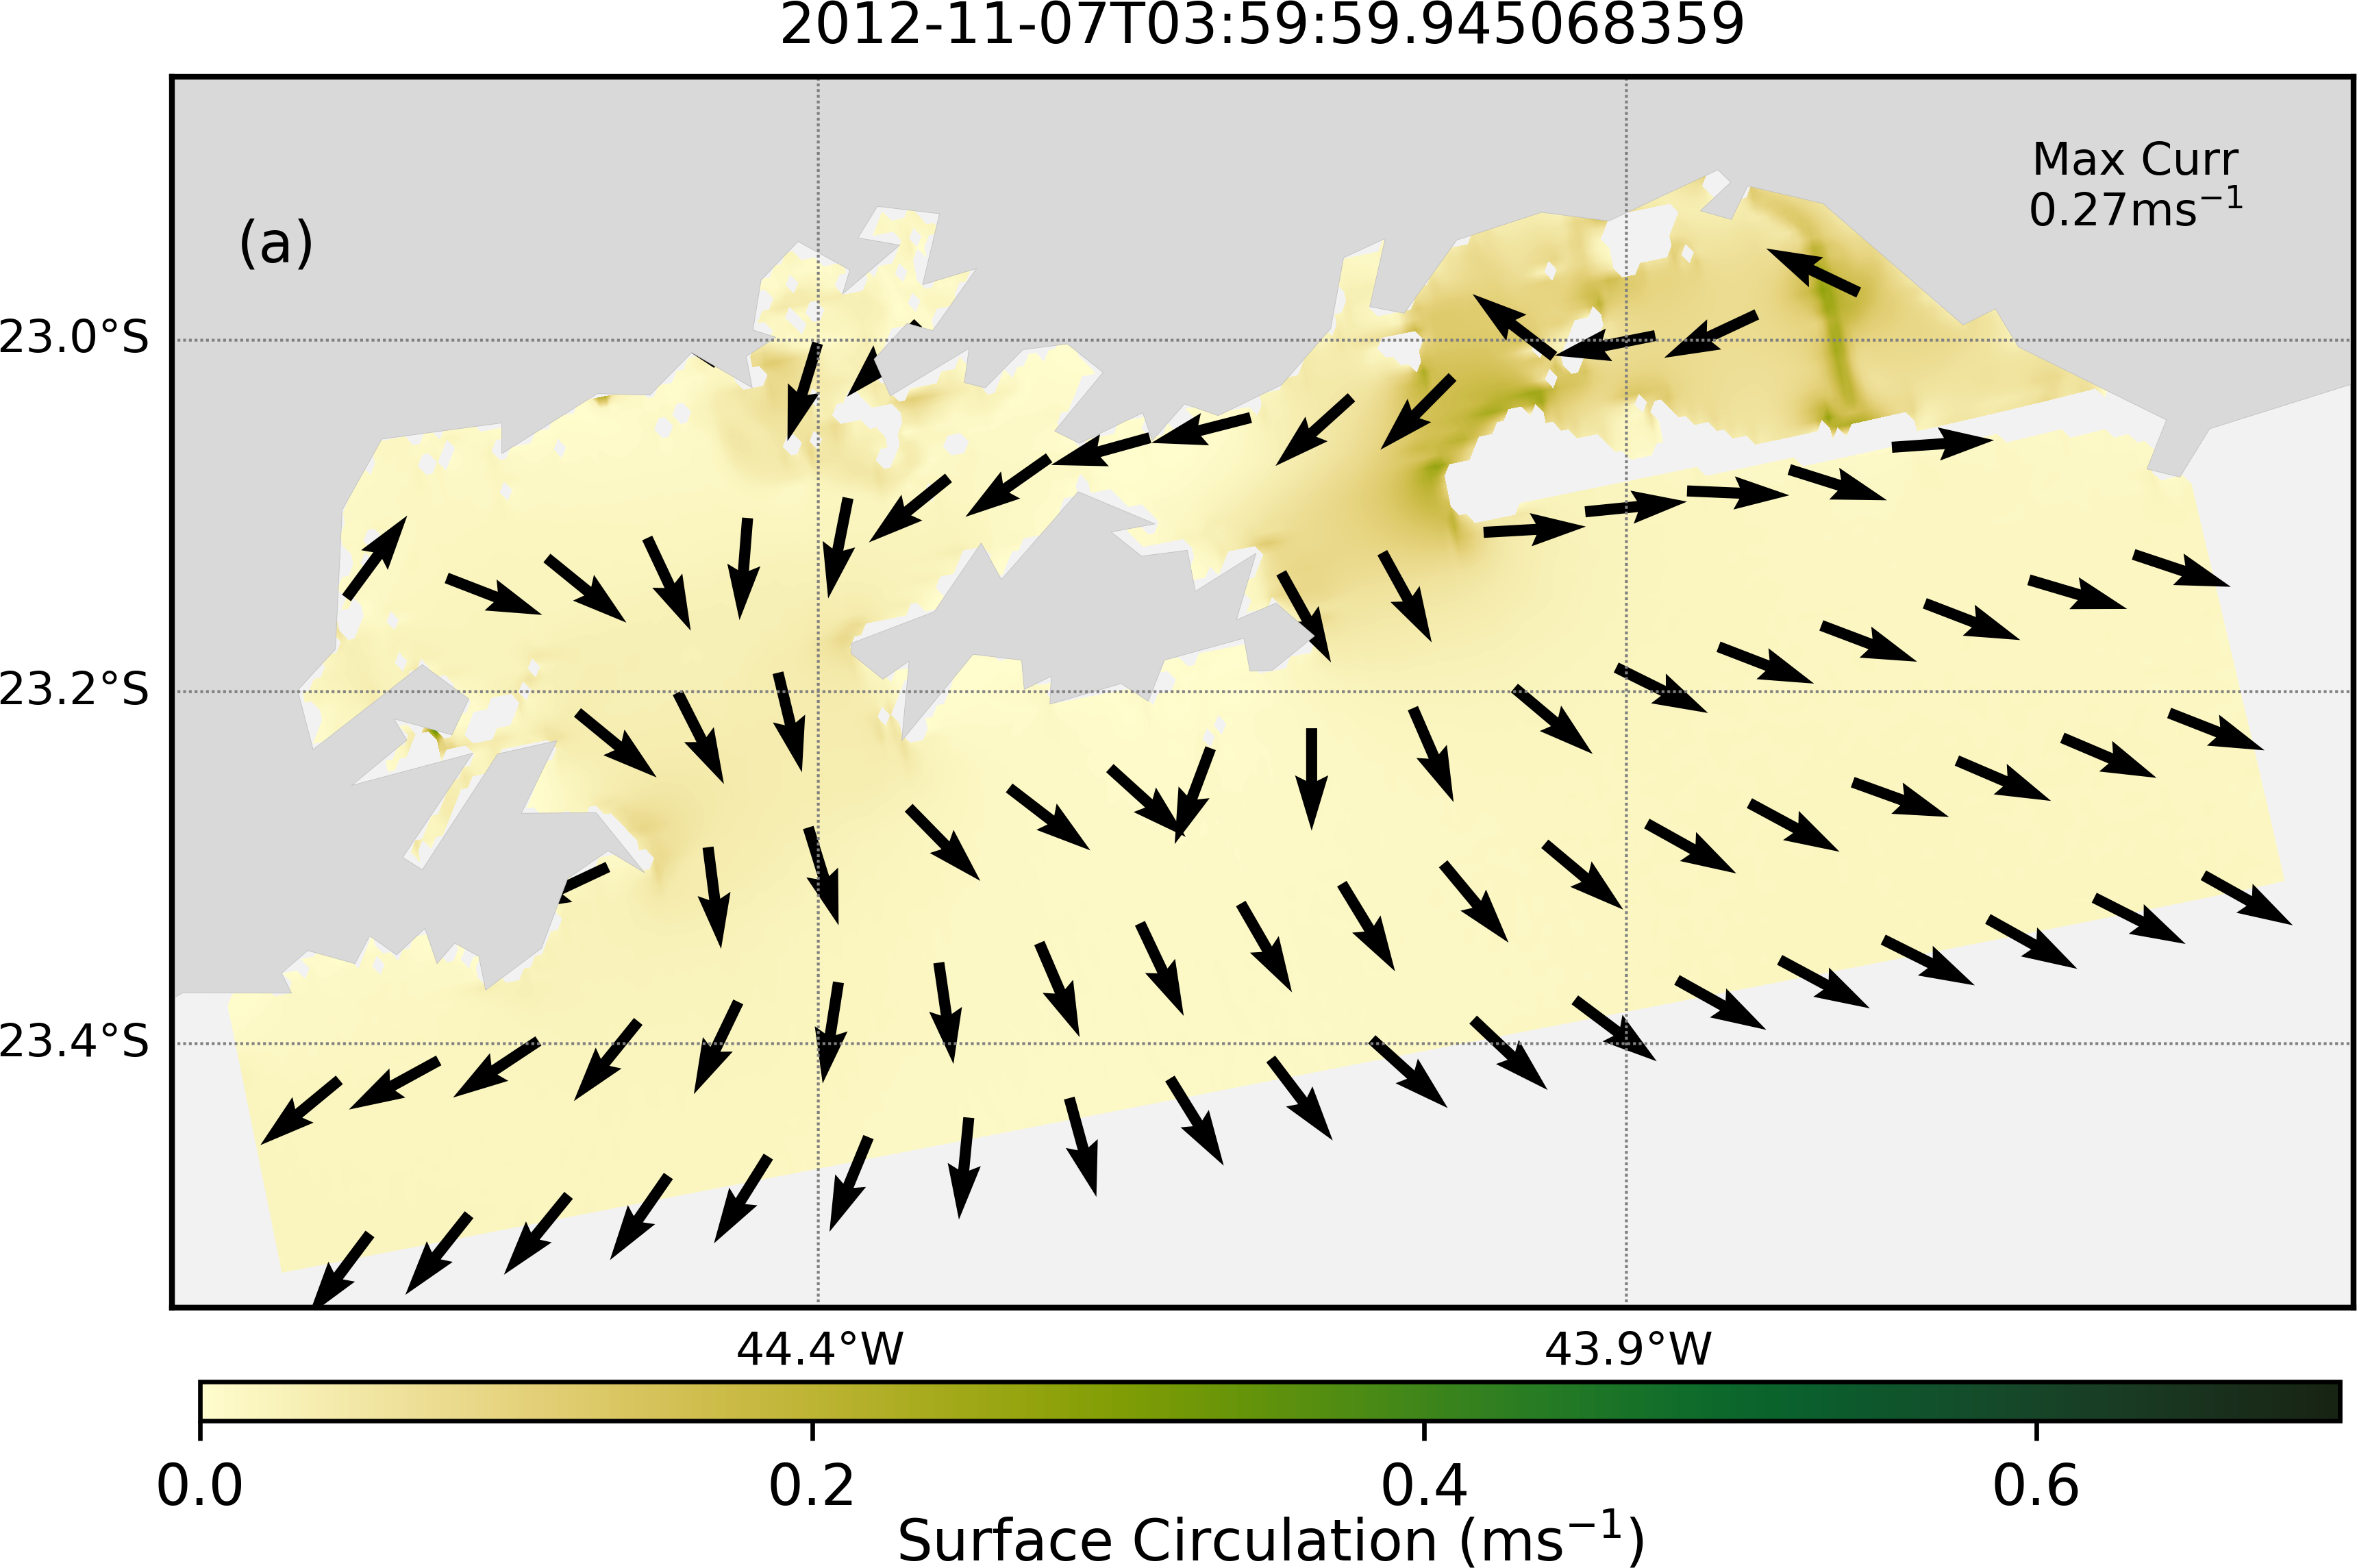 2012-11-07T03:59:59.945068359
Max Curr
0.27ms⁻¹
(a)
23.0°S
23.2°S
23.4°S
44.4°W
43.9°W
0.0
0.2
0.4
0.6
Surface Circulation (ms⁻¹)